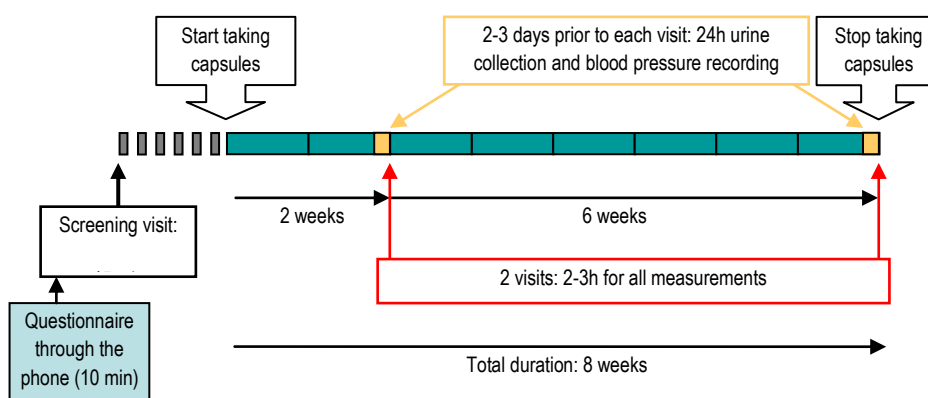 Start taking
capsules
2-3 days prior to each visit: 24h urine
collection and blood pressure recording
Stop taking
capsules
2 weeks
6 weeks
Screening visit:
2 visits: 2-3h for all measurements
Questionnaire
through the
phone (10 min)
Total duration: 8 weeks